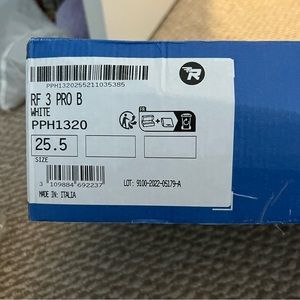 PPH1320255211035385
RF 3 PRO B
WHITE
PPH1320
FR
25.5
SIZE
3 109884 692237
LOT: 9100-2022-05179-A
MADE IN: ITALIA
R